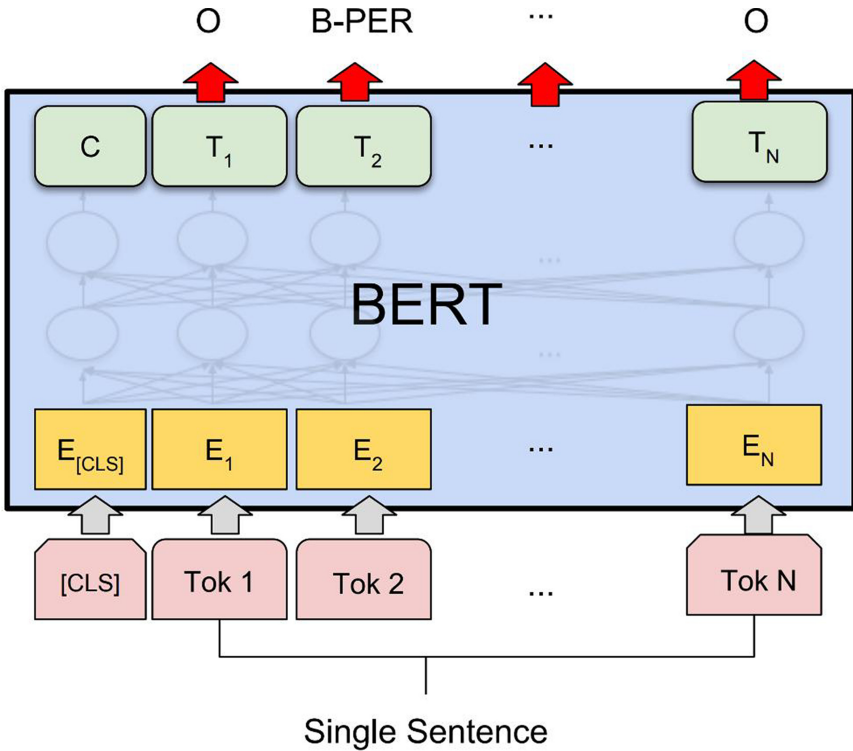 O B-PER ... O
C T1 T2 ... TN
...
BERT
...
E[CLS] E1 E2 ... EN
[CLS] Tok 1 Tok 2 ... Tok N
Single Sentence